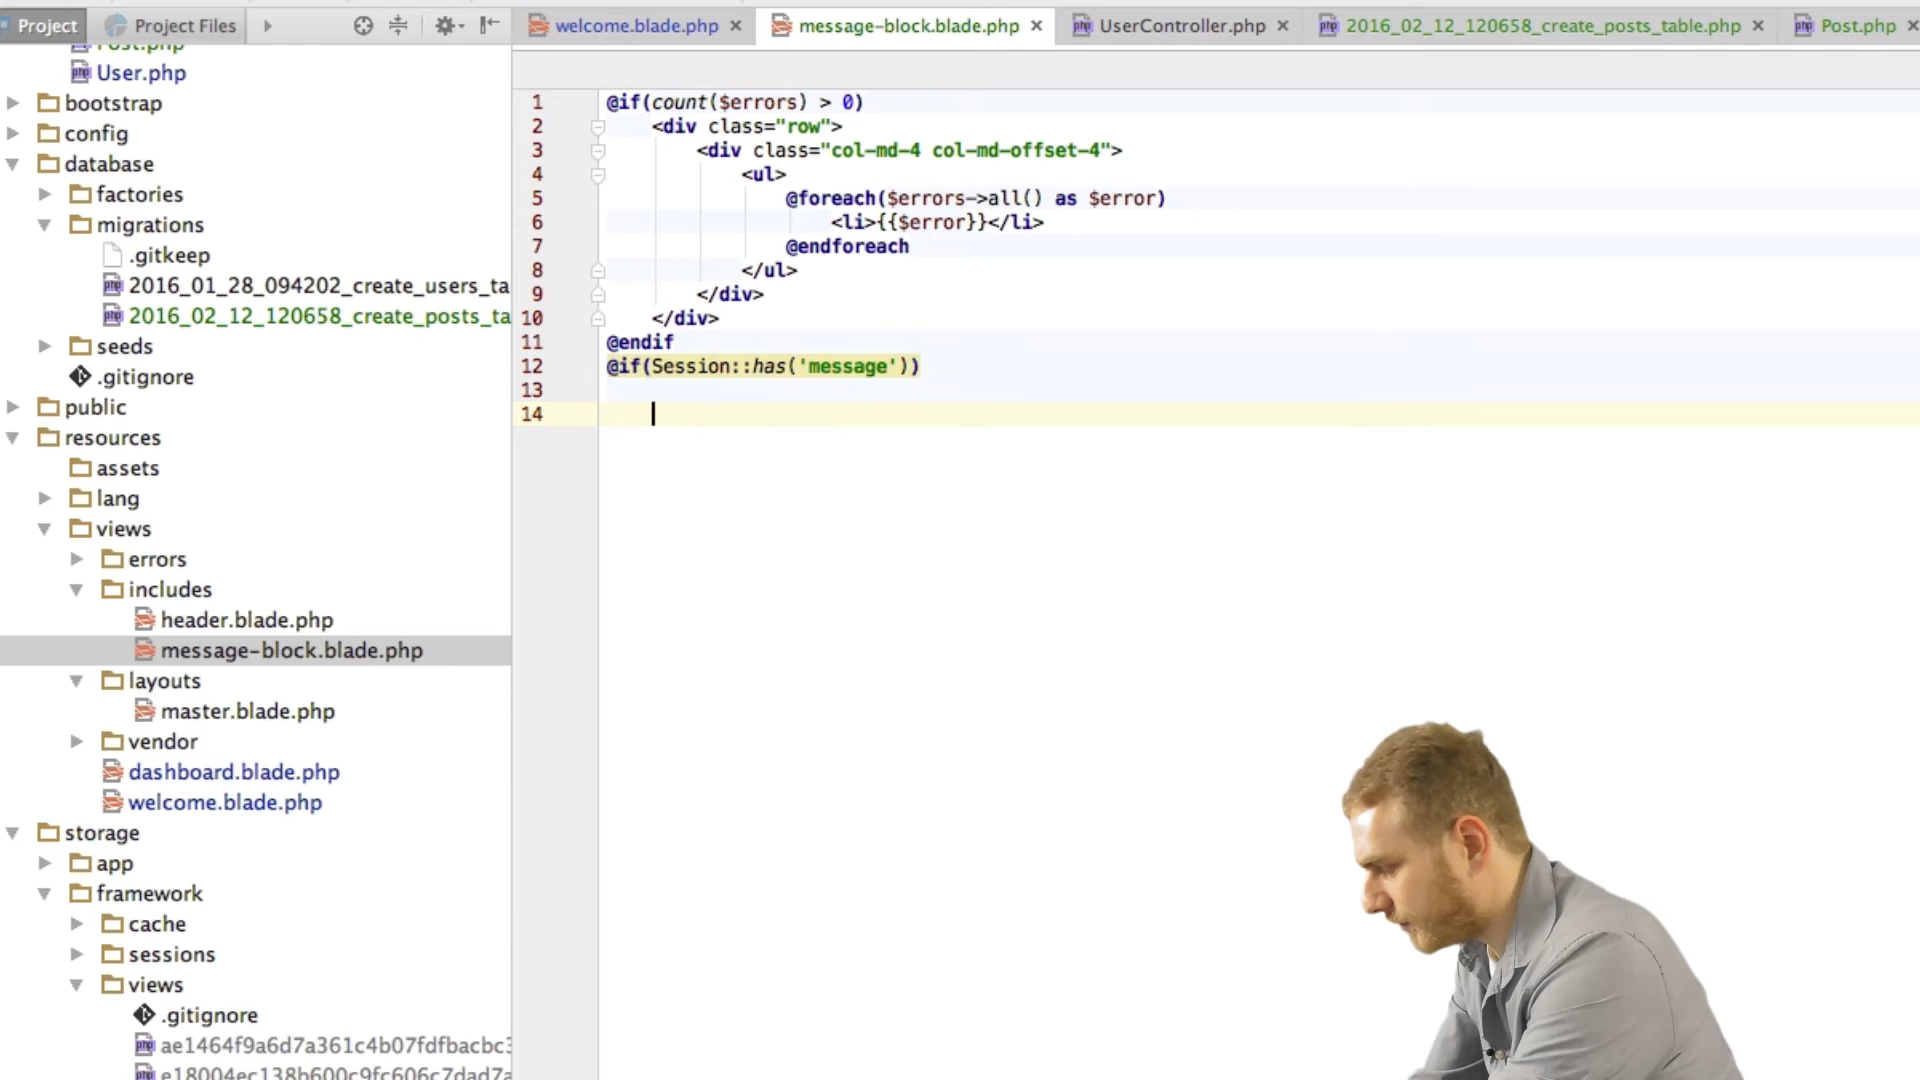 Project
Project Files
welcome.blade.php
message-block.blade.php
UserController.php
2016_02_12_120658_create_posts_table.php
Post.php
Post.php
User.php
bootstrap
config
database
factories
migrations
.gitkeep
2016_01_28_094202_create_users_ta
2016_02_12_120658_create_posts_ta
seeds
.gitignore
public
resources
assets
lang
views
errors
includes
header.blade.php
message-block.blade.php
layouts
master.blade.php
vendor
dashboard.blade.php
welcome.blade.php
storage
app
framework
cache
sessions
views
.gitignore
ae1464f9a6d7a361c4b07fdfbacbc3
e18004ec138b600c9fc606c7dad7a
1 @if(count($errors) > 0)
2 <div class="row">
3 <div class="col-md-4 col-md-offset-4">
4 <ul>
5 @foreach($errors->all() as $error)
6 <li>{{$error}}</li>
7 @endforeach
8 </ul>
9 </div>
10 </div>
11 @endif
12 @if(Session::has('message'))
13
14